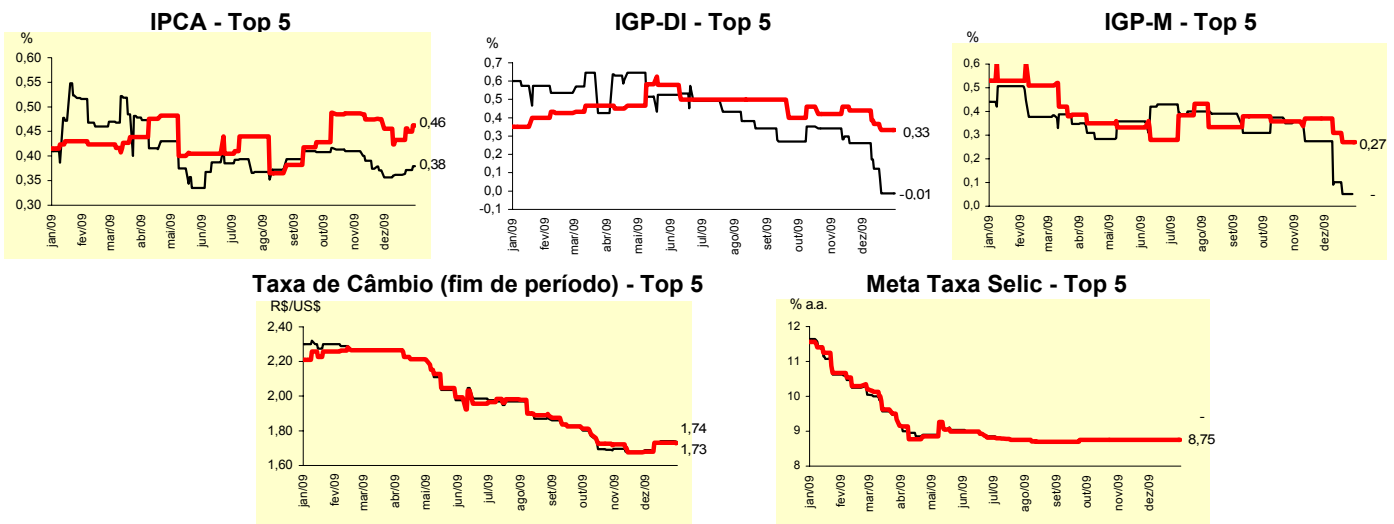 IPCA - Top 5
%
0,60
0,55
0,50
0,45
0,40
0,35
0,30
0,46
0,38
jan/09
fev/09
mar/09
abr/09
mai/09
jun/09
jul/09
ago/09
set/09
out/09
nov/09
dez/09
IGP-DI - Top 5
%
0,7
0,6
0,5
0,4
0,3
0,2
0,1
0,0
-0,1
0,33
-0,01
jan/09
fev/09
mar/09
abr/09
mai/09
jun/09
jul/09
ago/09
set/09
out/09
nov/09
dez/09
IGP-M - Top 5
%
0,6
0,5
0,4
0,3
0,2
0,1
0,0
0,27
-
jan/09
fev/09
mar/09
abr/09
mai/09
jun/09
jul/09
ago/09
set/09
out/09
nov/09
dez/09
Taxa de Câmbio (fim de período) - Top 5
R$/US$
2,40
2,20
2,00
1,80
1,60
1,74
1,73
jan/09
fev/09
mar/09
abr/09
mai/09
jun/09
jul/09
ago/09
set/09
out/09
nov/09
dez/09
Meta Taxa Selic - Top 5
% a.a.
12
11
10
9
8
-
8,75
jan/09
fev/09
mar/09
abr/09
mai/09
jun/09
jul/09
ago/09
set/09
out/09
nov/09
dez/09